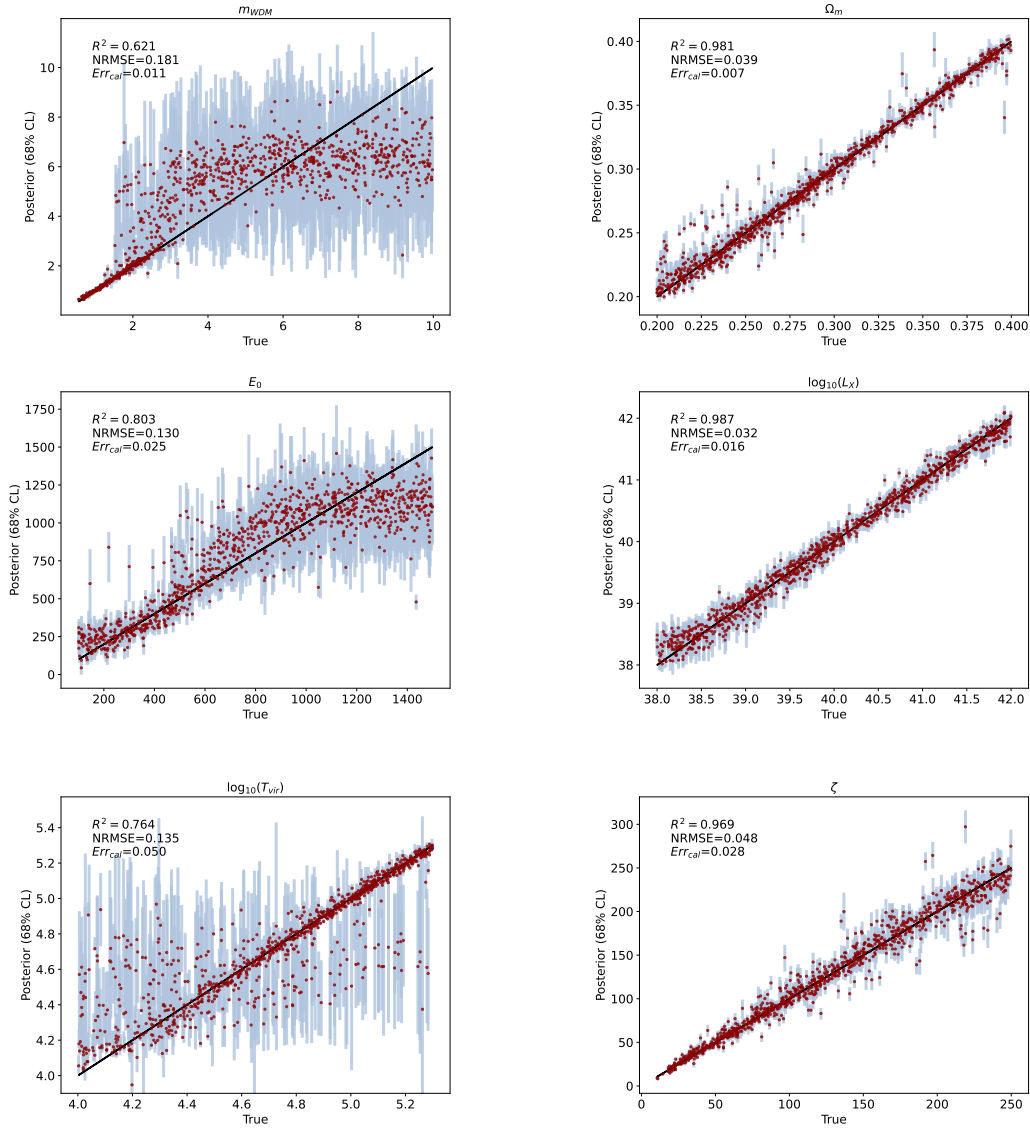 m_WDM
R² = 0.621
NRMSE=0.181
Err_cal=0.011
10
8
6
4
2
Posterior (68% CL)
2 4 6 8 10
True
Ω_m
R² = 0.981
NRMSE=0.039
Err_cal=0.007
0.40
0.35
0.30
0.25
0.20
Posterior (68% CL)
0.200 0.225 0.250 0.275 0.300 0.325 0.350 0.375 0.400
True
E_0
R² = 0.803
NRMSE=0.130
Err_cal=0.025
1750
1500
1250
1000
750
500
250
0
Posterior (68% CL)
200 400 600 800 1000 1200 1400
True
log₁₀(L_X)
R² = 0.987
NRMSE=0.032
Err_cal=0.016
42
41
40
39
38
Posterior (68% CL)
38.0 38.5 39.0 39.5 40.0 40.5 41.0 41.5 42.0
True
log₁₀(T_vir)
R² = 0.764
NRMSE=0.135
Err_cal=0.050
5.4
5.2
5.0
4.8
4.6
4.4
4.2
4.0
Posterior (68% CL)
4.0 4.2 4.4 4.6 4.8 5.0 5.2
True
ζ
R² = 0.969
NRMSE=0.048
Err_cal=0.028
300
250
200
150
100
50
0
Posterior (68% CL)
0 50 100 150 200 250
True